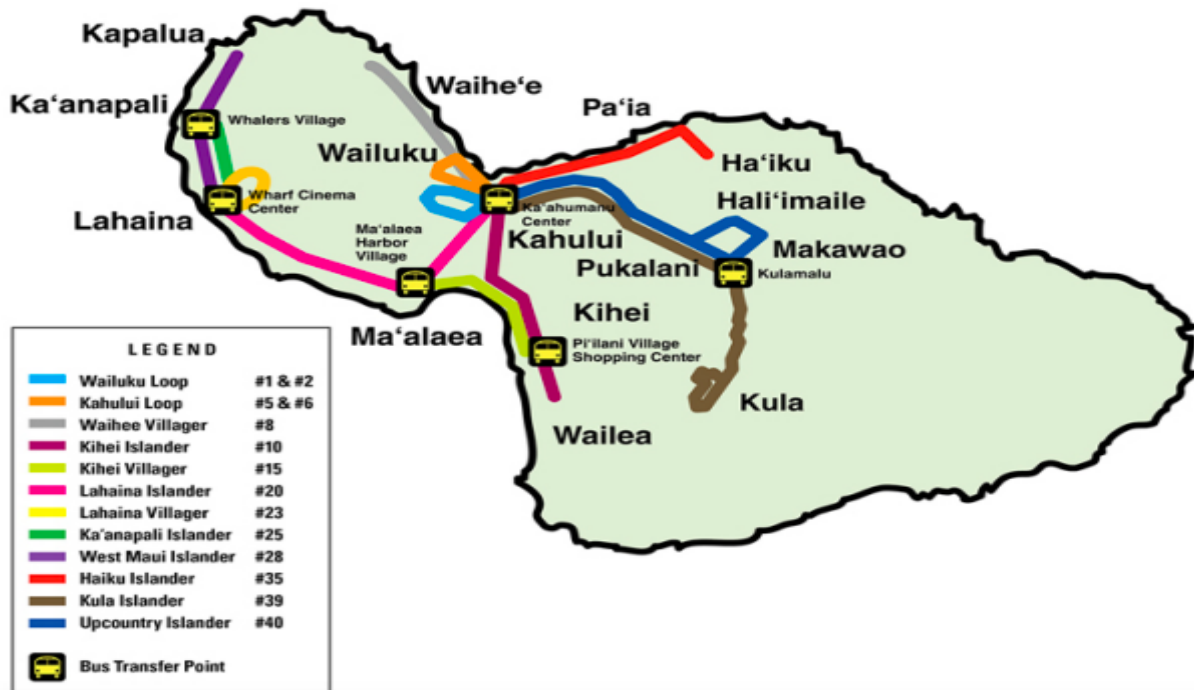 Kapalua
Ka‘anapali
Whalers Village
Waihe‘e
Pa‘ia
Wailuku
Ha‘iku
Wharf Cinema
Center
Hali‘imaile
Lahaina
Ka‘ahumanu
Center
Ma‘alaea
Harbor
Village
Kahului
Makawao
Pukalani
Kulamalu
Kihei
Ma‘alaea
Pi‘ilani Village
Shopping Center
Kula
Wailea
LEGEND
Wailuku Loop #1 & #2
Kahului Loop #5 & #6
Waihee Villager #8
Kihei Islander #10
Kihei Villager #15
Lahaina Islander #20
Lahaina Villager #23
Ka‘anapali Islander #25
West Maui Islander #28
Haiku Islander #35
Kula Islander #39
Upcountry Islander #40
Bus Transfer Point